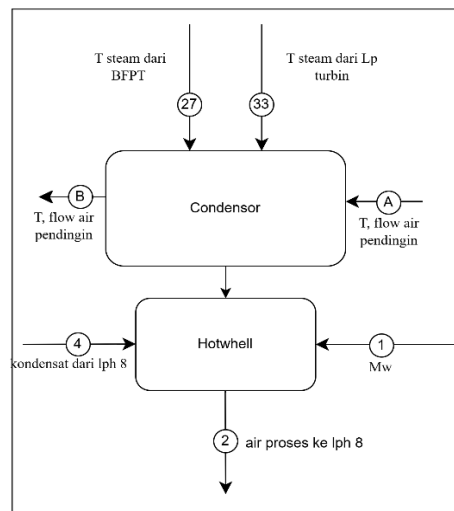 T steam dari
BFPT
T steam dari Lp
turbin
27
33
Condensor
B
T, flow air
pendingin
A
T, flow air
pendingin
Hotwhell
4
kondensat dari lph 8
1
Mw
2
air proses ke lph 8